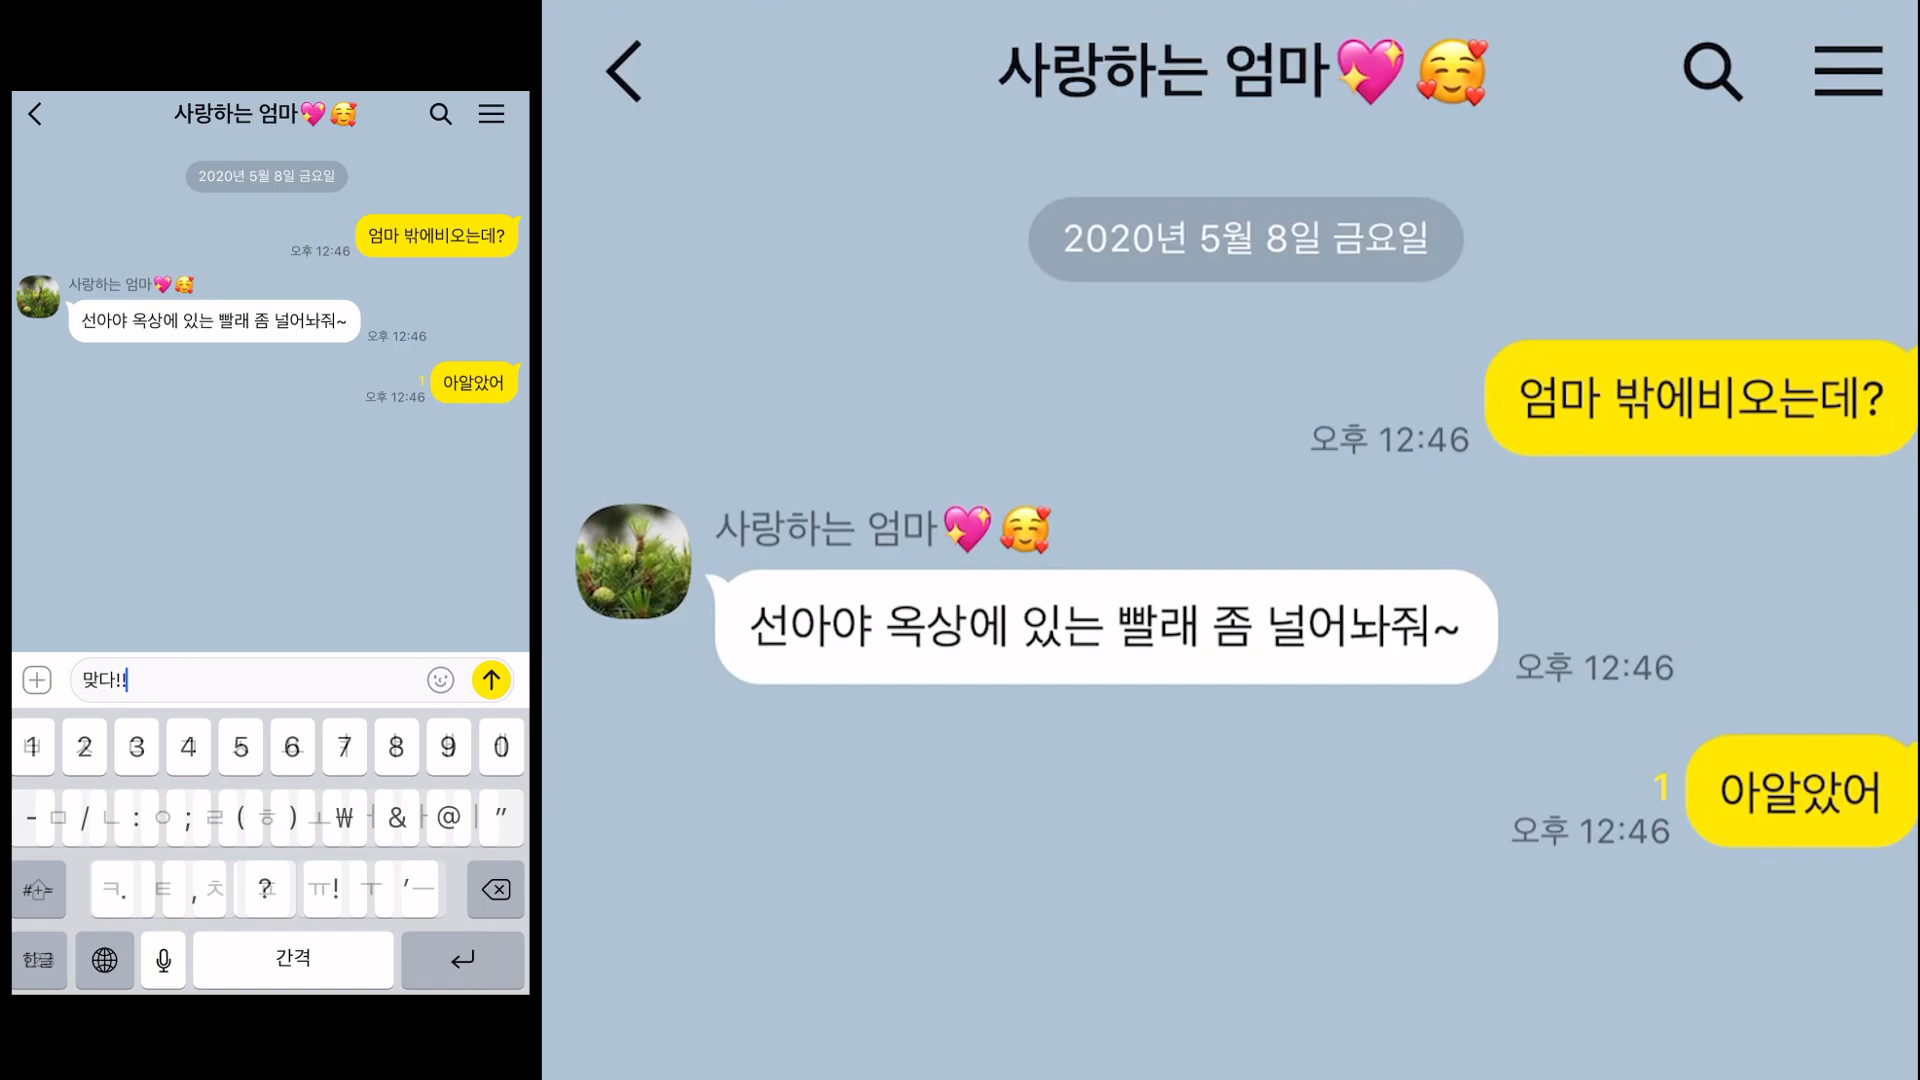 사랑하는 엄마💖🥰
2020년 5월 8일 금요일
엄마 밖에비오는데?
오후 12:46
사랑하는 엄마💖🥰
선아야 옥상에 있는 빨래 좀 널어놔줘~
오후 12:46
1
아알았어
오후 12:46
맞다!!
1 2 3 4 5 6 7 8 9 0
- / : ; ( ) ₩ & @ ”
#+= . , ? ! ’
한글 간격
사랑하는 엄마💖🥰
2020년 5월 8일 금요일
엄마 밖에비오는데?
오후 12:46
사랑하는 엄마💖🥰
선아야 옥상에 있는 빨래 좀 널어놔줘~
오후 12:46
1
아알았어
오후 12:46